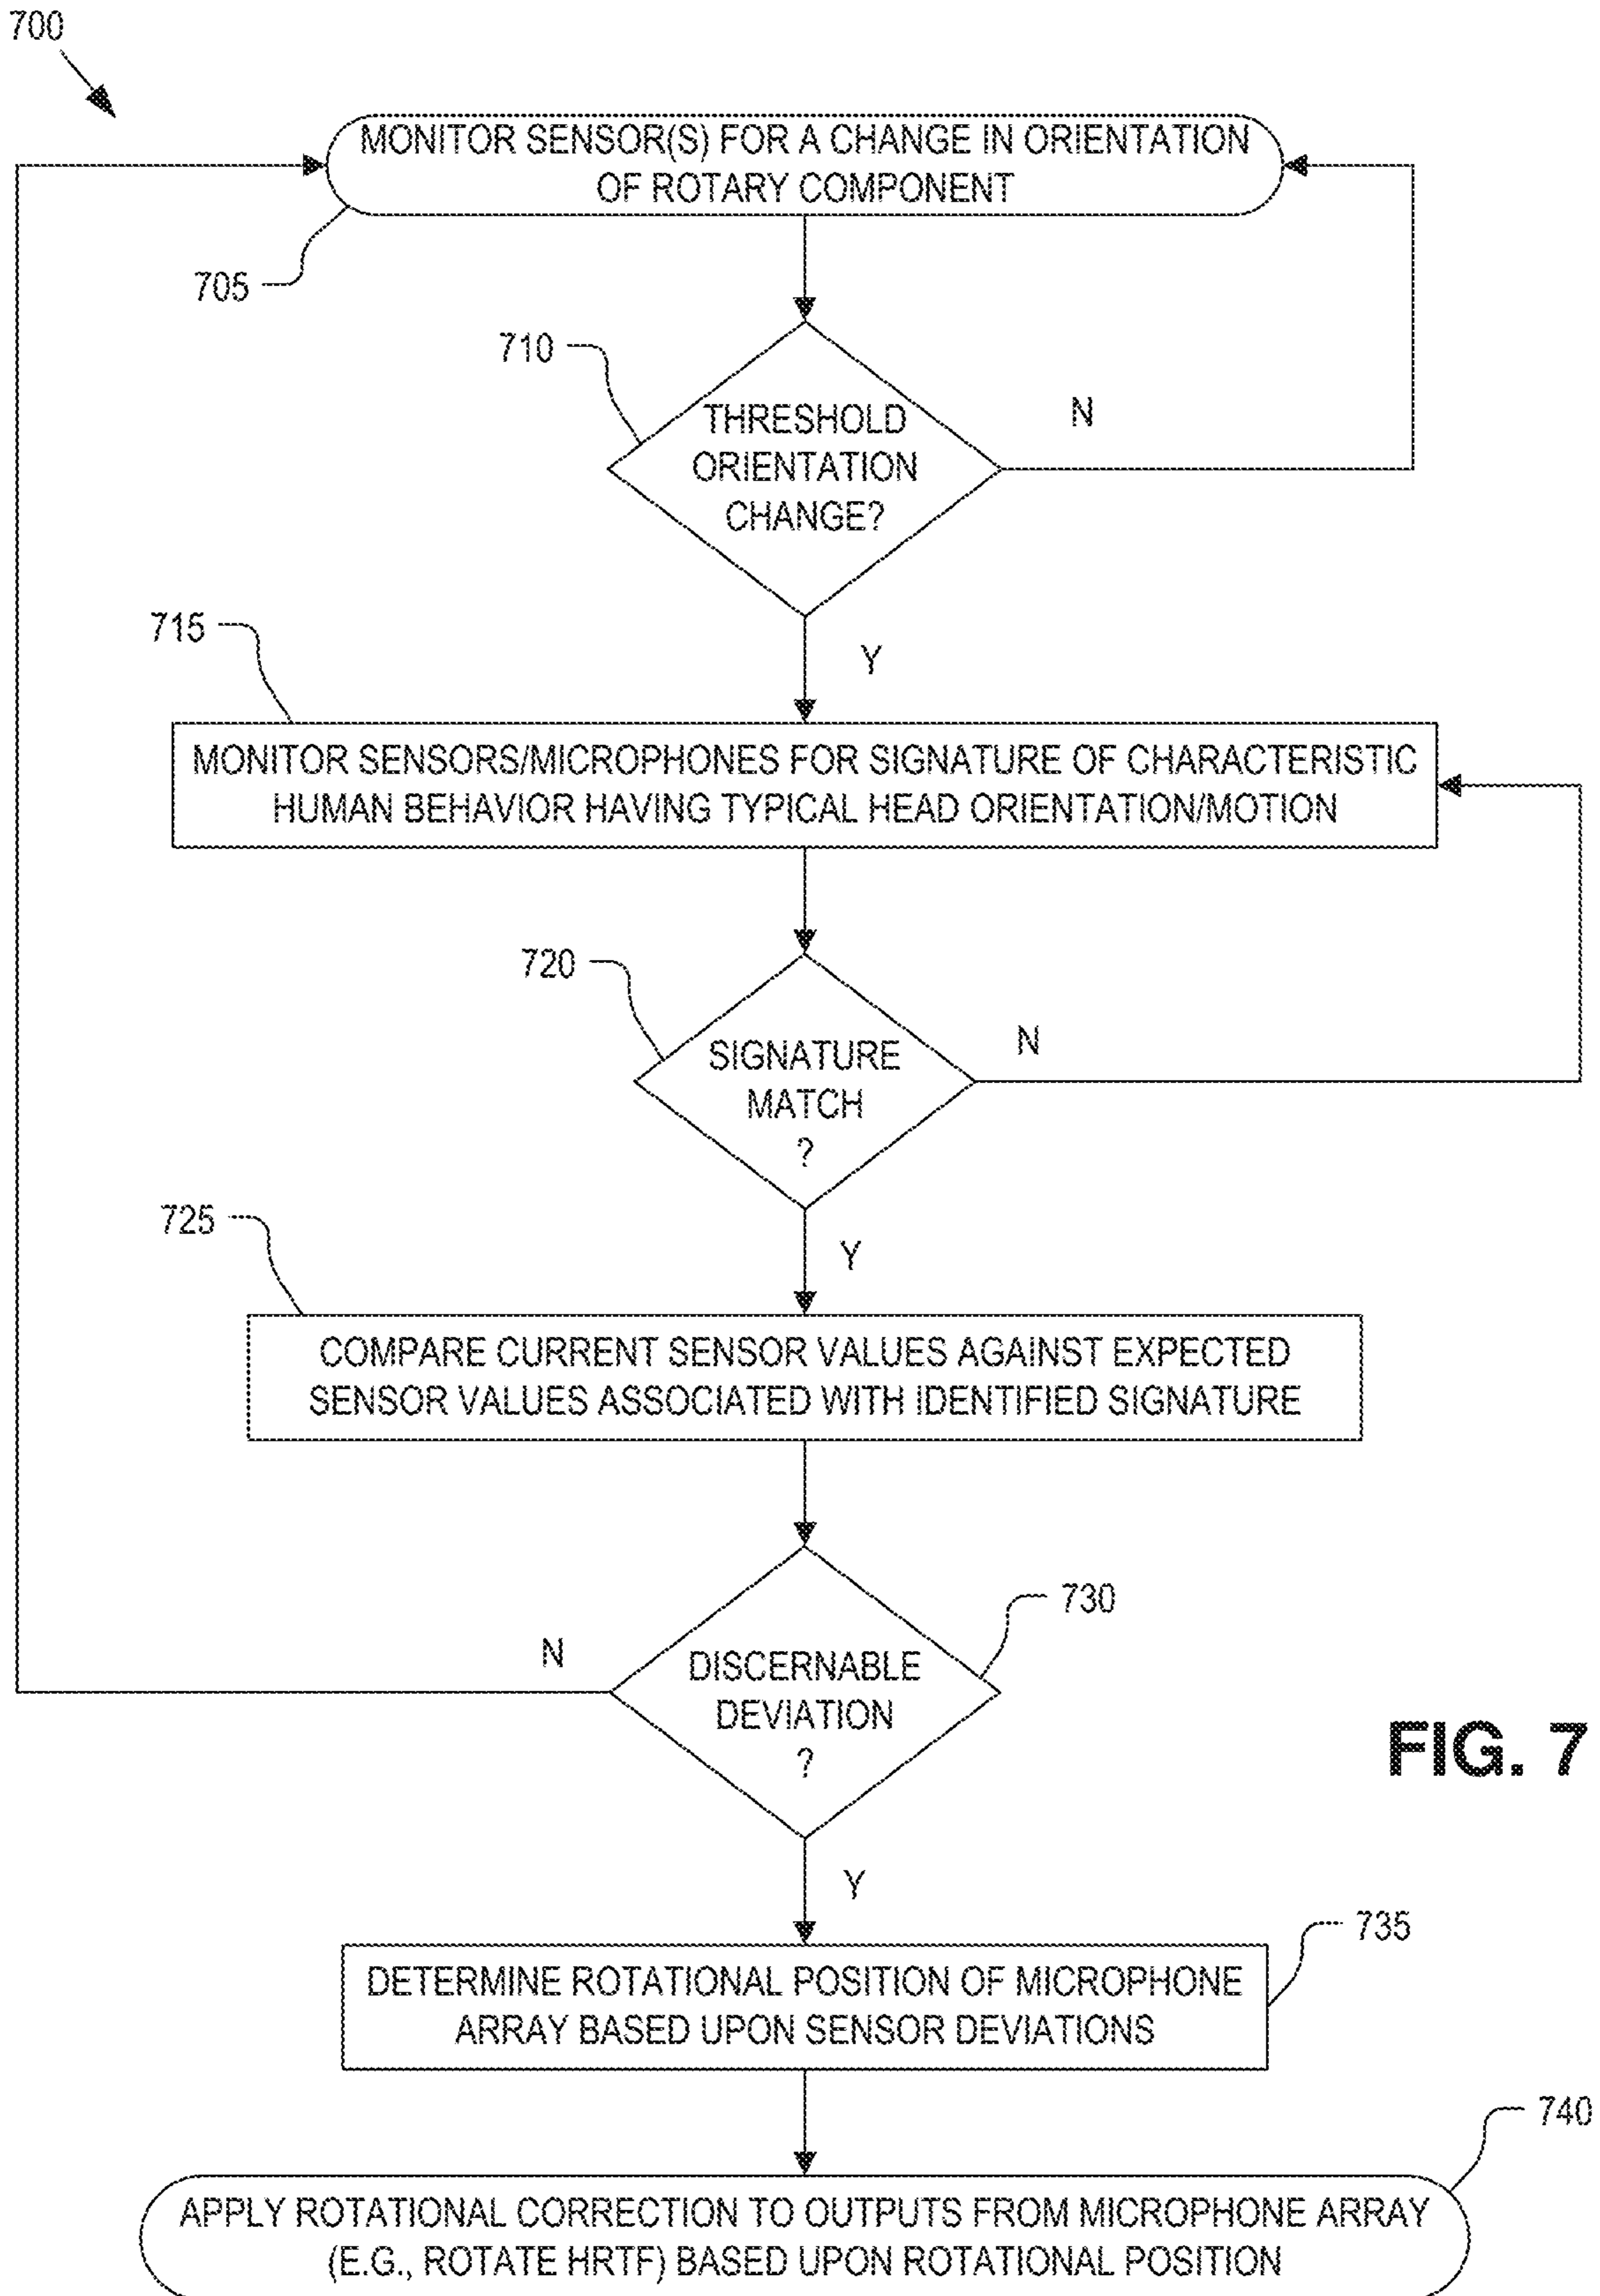 700
MONITOR SENSOR(S) FOR A CHANGE IN ORIENTATION
OF ROTARY COMPONENT
705
710
THRESHOLD
ORIENTATION
CHANGE?
N
715
Y
MONITOR SENSORS/MICROPHONES FOR SIGNATURE OF CHARACTERISTIC
HUMAN BEHAVIOR HAVING TYPICAL HEAD ORIENTATION/MOTION
720
SIGNATURE
MATCH
?
N
725
Y
COMPARE CURRENT SENSOR VALUES AGAINST EXPECTED
SENSOR VALUES ASSOCIATED WITH IDENTIFIED SIGNATURE
730
N
DISCERNABLE
DEVIATION
?
FIG. 7
Y
735
DETERMINE ROTATIONAL POSITION OF MICROPHONE
ARRAY BASED UPON SENSOR DEVIATIONS
740
APPLY ROTATIONAL CORRECTION TO OUTPUTS FROM MICROPHONE ARRAY
(E.G., ROTATE HRTF) BASED UPON ROTATIONAL POSITION